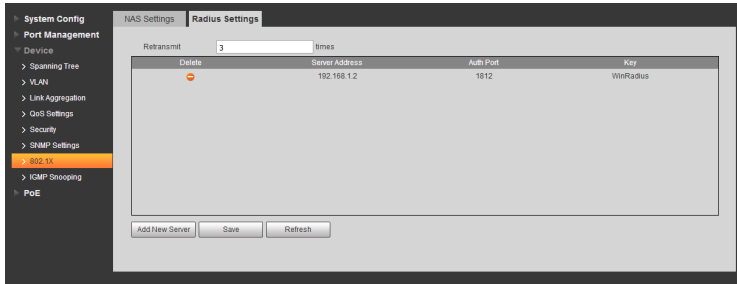 System Config
Port Management
Device
Spanning Tree
VLAN
Link Aggregation
QoS Settings
Security
SNMP Settings
802.1X
IGMP Snooping
PoE
NAS Settings Radius Settings
Retransmit 3 times
Delete Server Address Auth Port Key
192.168.1.2 1812 WinRadius
Add New Server Save Refresh